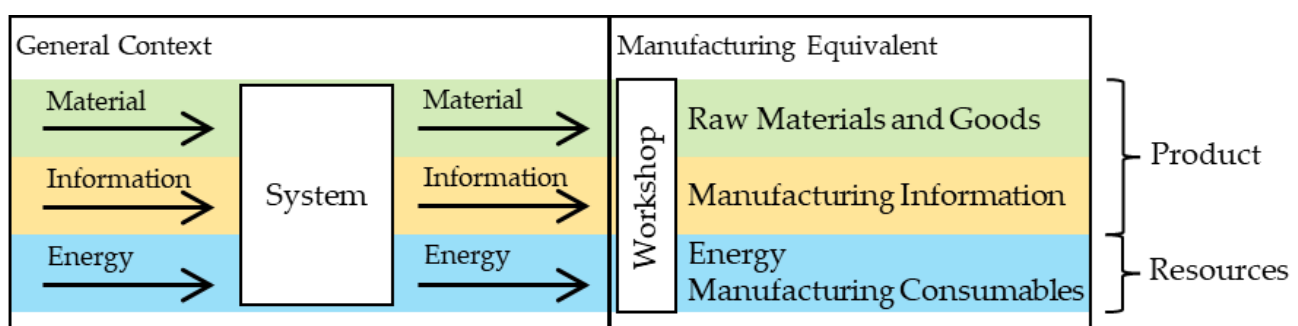 General Context
Manufacturing Equivalent
Material
Material
Raw Materials and Goods
Product
Information
Information
System
Workshop
Manufacturing Information
Energy
Energy
Energy
Manufacturing Consumables
Resources